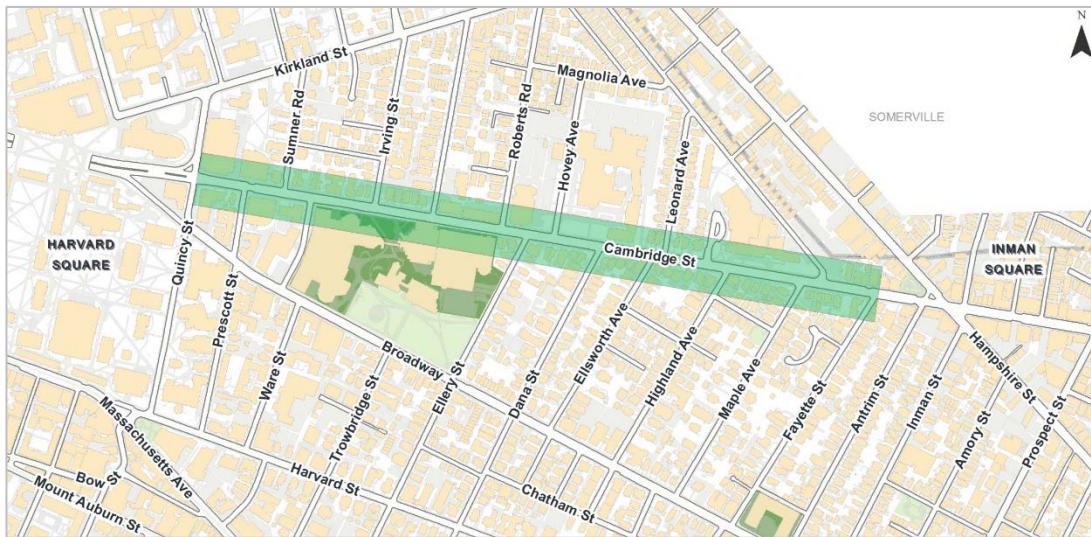 N
Kirkland St
Sumner Rd
Irving St
Roberts Rd
Magnolia Ave
Hovey Ave
Leonard Ave
SOMERVILLE
HARVARD
SQUARE
Quincy St
Prescott St
Ware St
Trowbridge St
Broadway
Ellery St
Dana St
Ellsworth Ave
Cambridge St
Highland Ave
Maple Ave
Fayette St
Antrim St
Inman St
Amory St
Prospect St
Hampshire St
INMAN
SQUARE
Massachusetts Ave
Bow St
Mount Auburn St
Harvard St
Chatham St